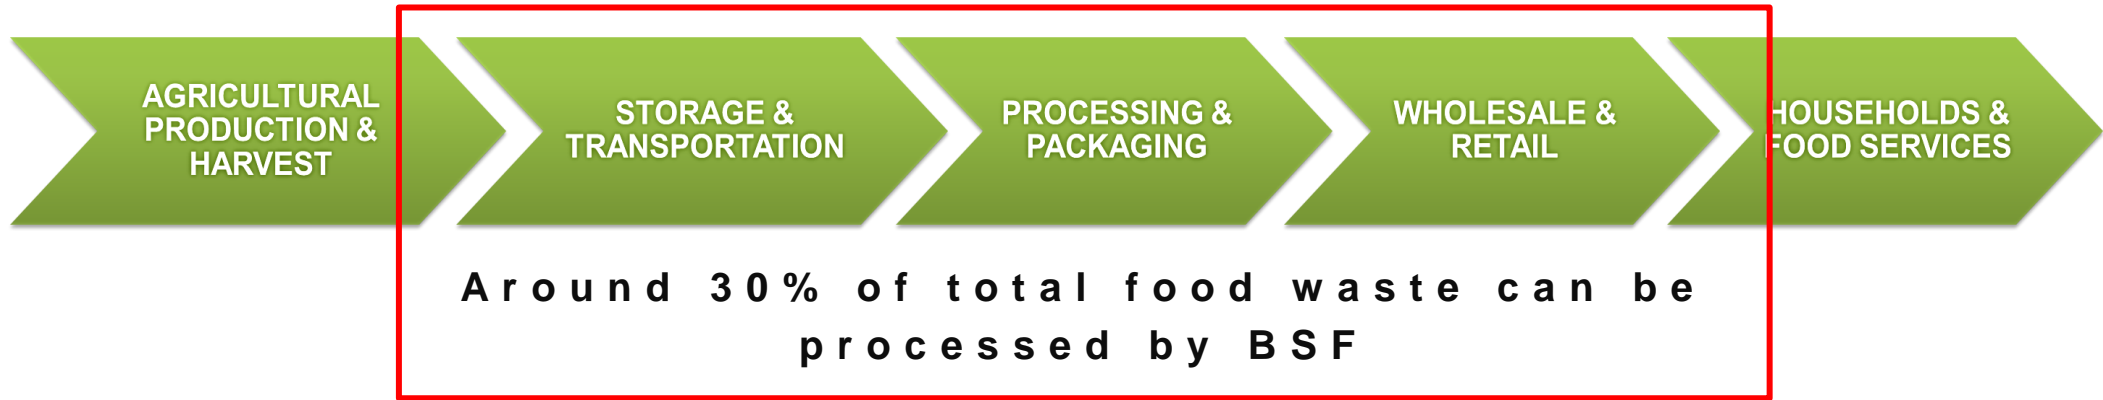 AGRICULTURAL
PRODUCTION &
HARVEST
STORAGE &
TRANSPORTATION
PROCESSING &
PACKAGING
WHOLESALE &
RETAIL
HOUSEHOLDS &
FOOD SERVICES
Around 30% of total food waste can be
processed by BSF